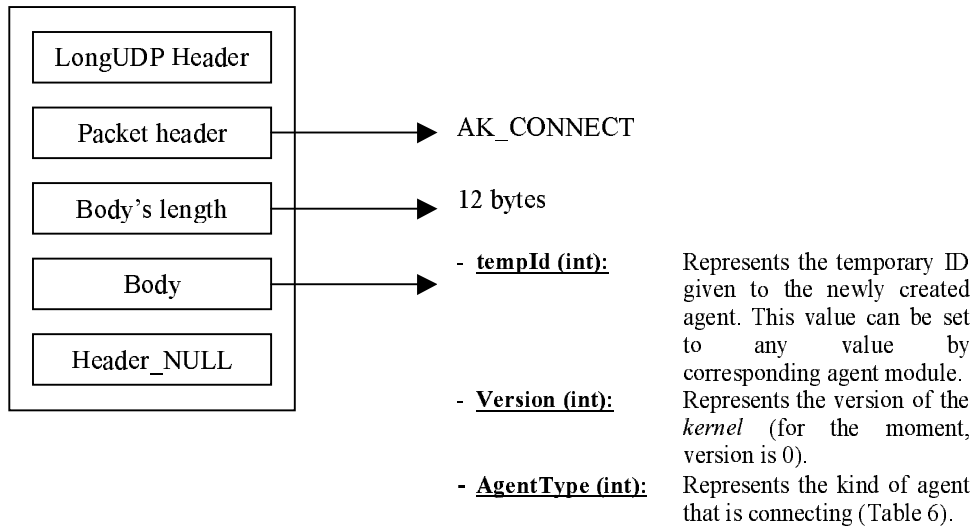 LongUDP Header
Packet header
AK_CONNECT
Body's length
12 bytes
Body
Header_NULL
- tempId (int):
Represents the temporary ID
given to the newly created
agent. This value can be set
to any value by
corresponding agent module.
- Version (int):
Represents the version of the
kernel (for the moment,
version is 0).
- AgentType (int):
Represents the kind of agent
that is connecting (Table 6).